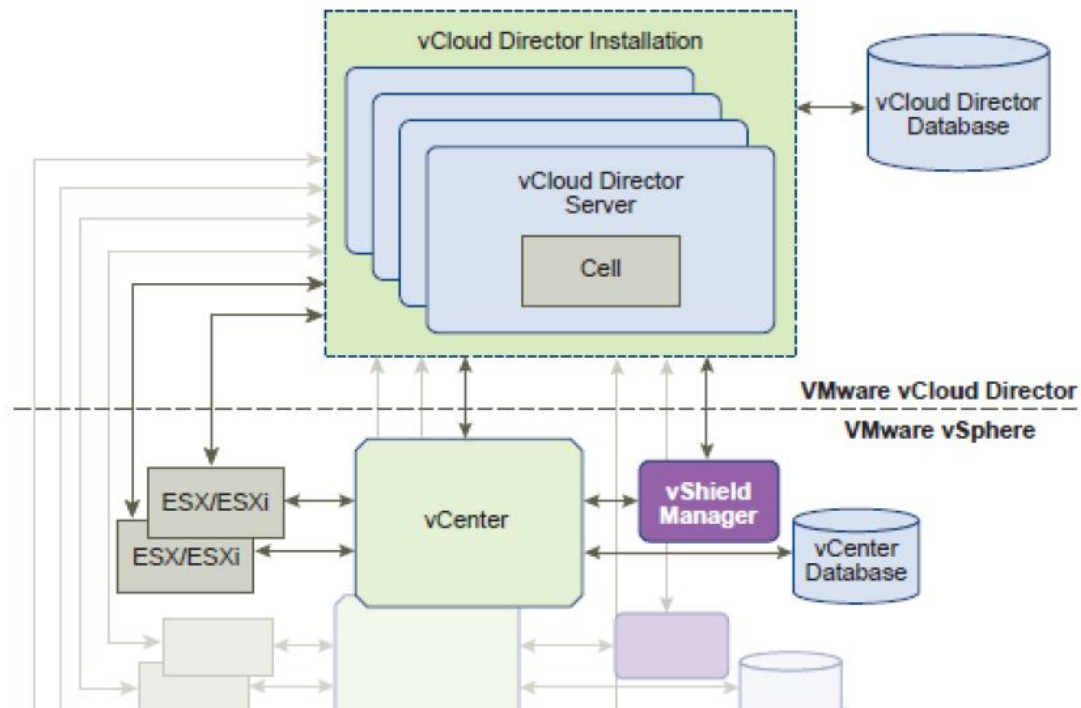 vCloud Director Installation
vCloud Director
Database
vCloud Director
Server
Cell
VMware vCloud Director
VMware vSphere
ESX/ESXi
ESX/ESXi
vCenter
vShield
Manager
vCenter
Database